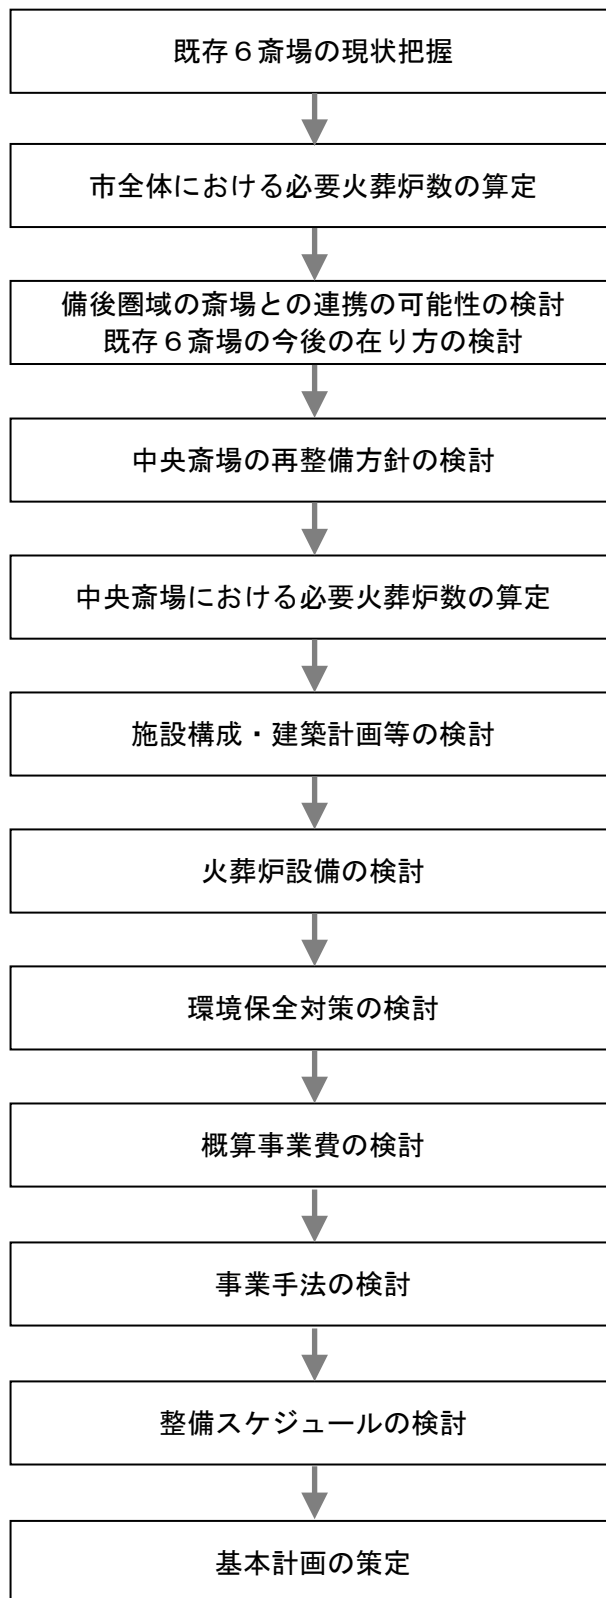 既存６斎場の現状把握
市全体における必要火葬炉数の算定
備後圏域の斎場との連携の可能性の検討
既存６斎場の今後の在り方の検討
中央斎場の再整備方針の検討
中央斎場における必要火葬炉数の算定
施設構成・建築計画等の検討
火葬炉設備の検討
環境保全対策の検討
概算事業費の検討
事業手法の検討
整備スケジュールの検討
基本計画の策定